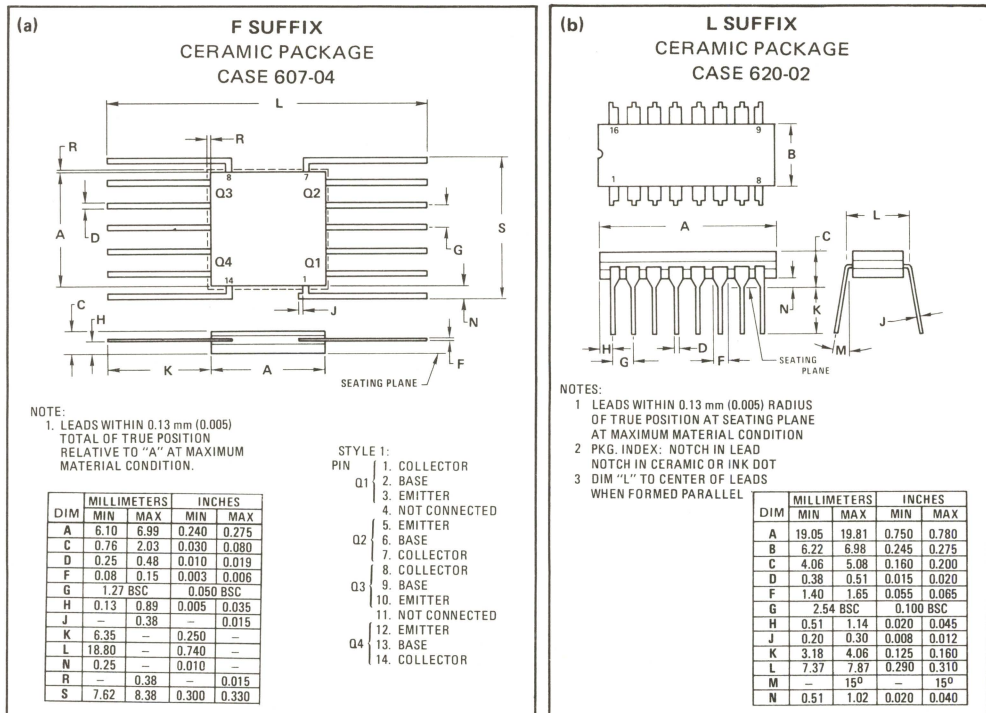 (a)
F SUFFIX
CERAMIC PACKAGE
CASE 607-04
L
R
R
8
7
Q3
Q2
A
D
S
G
Q4
Q1
14
1
C
H
J
N
F
K
A
SEATING PLANE
NOTE:
1. LEADS WITHIN 0.13 mm (0.005)
TOTAL OF TRUE POSITION
RELATIVE TO "A" AT MAXIMUM
MATERIAL CONDITION.
STYLE 1:
PIN
Q1
1. COLLECTOR
2. BASE
3. EMITTER
4. NOT CONNECTED
Q2
5. EMITTER
6. BASE
7. COLLECTOR
Q3
8. COLLECTOR
9. BASE
10. EMITTER
11. NOT CONNECTED
Q4
12. EMITTER
13. BASE
14. COLLECTOR
MILLIMETERS INCHES
DIM MIN MAX MIN MAX
A 6.10 6.99 0.240 0.275
C 0.76 2.03 0.030 0.080
D 0.25 0.48 0.010 0.019
F 0.08 0.15 0.003 0.006
G 1.27 BSC 0.050 BSC
H 0.13 0.89 0.005 0.035
J – 0.38 – 0.015
K 6.35 – 0.250 –
L 18.80 – 0.740 –
N 0.25 – 0.010 –
R – 0.38 – 0.015
S 7.62 8.38 0.300 0.330
(b)
L SUFFIX
CERAMIC PACKAGE
CASE 620-02
16
9
B
1
8
A
C
L
N
K
J
H
G
D
F
M
SEATING
PLANE
NOTES:
1 LEADS WITHIN 0.13 mm (0.005) RADIUS
OF TRUE POSITION AT SEATING PLANE
AT MAXIMUM MATERIAL CONDITION
2 PKG. INDEX: NOTCH IN LEAD
NOTCH IN CERAMIC OR INK DOT
3 DIM "L" TO CENTER OF LEADS
WHEN FORMED PARALLEL
MILLIMETERS INCHES
DIM MIN MAX MIN MAX
A 19.05 19.81 0.750 0.780
B 6.22 6.98 0.245 0.275
C 4.06 5.08 0.160 0.200
D 0.38 0.51 0.015 0.020
F 1.40 1.65 0.055 0.065
G 2.54 BSC 0.100 BSC
H 0.51 1.14 0.020 0.045
J 0.20 0.30 0.008 0.012
K 3.18 4.06 0.125 0.160
L 7.37 7.87 0.290 0.310
M – 15º – 15º
N 0.51 1.02 0.020 0.040